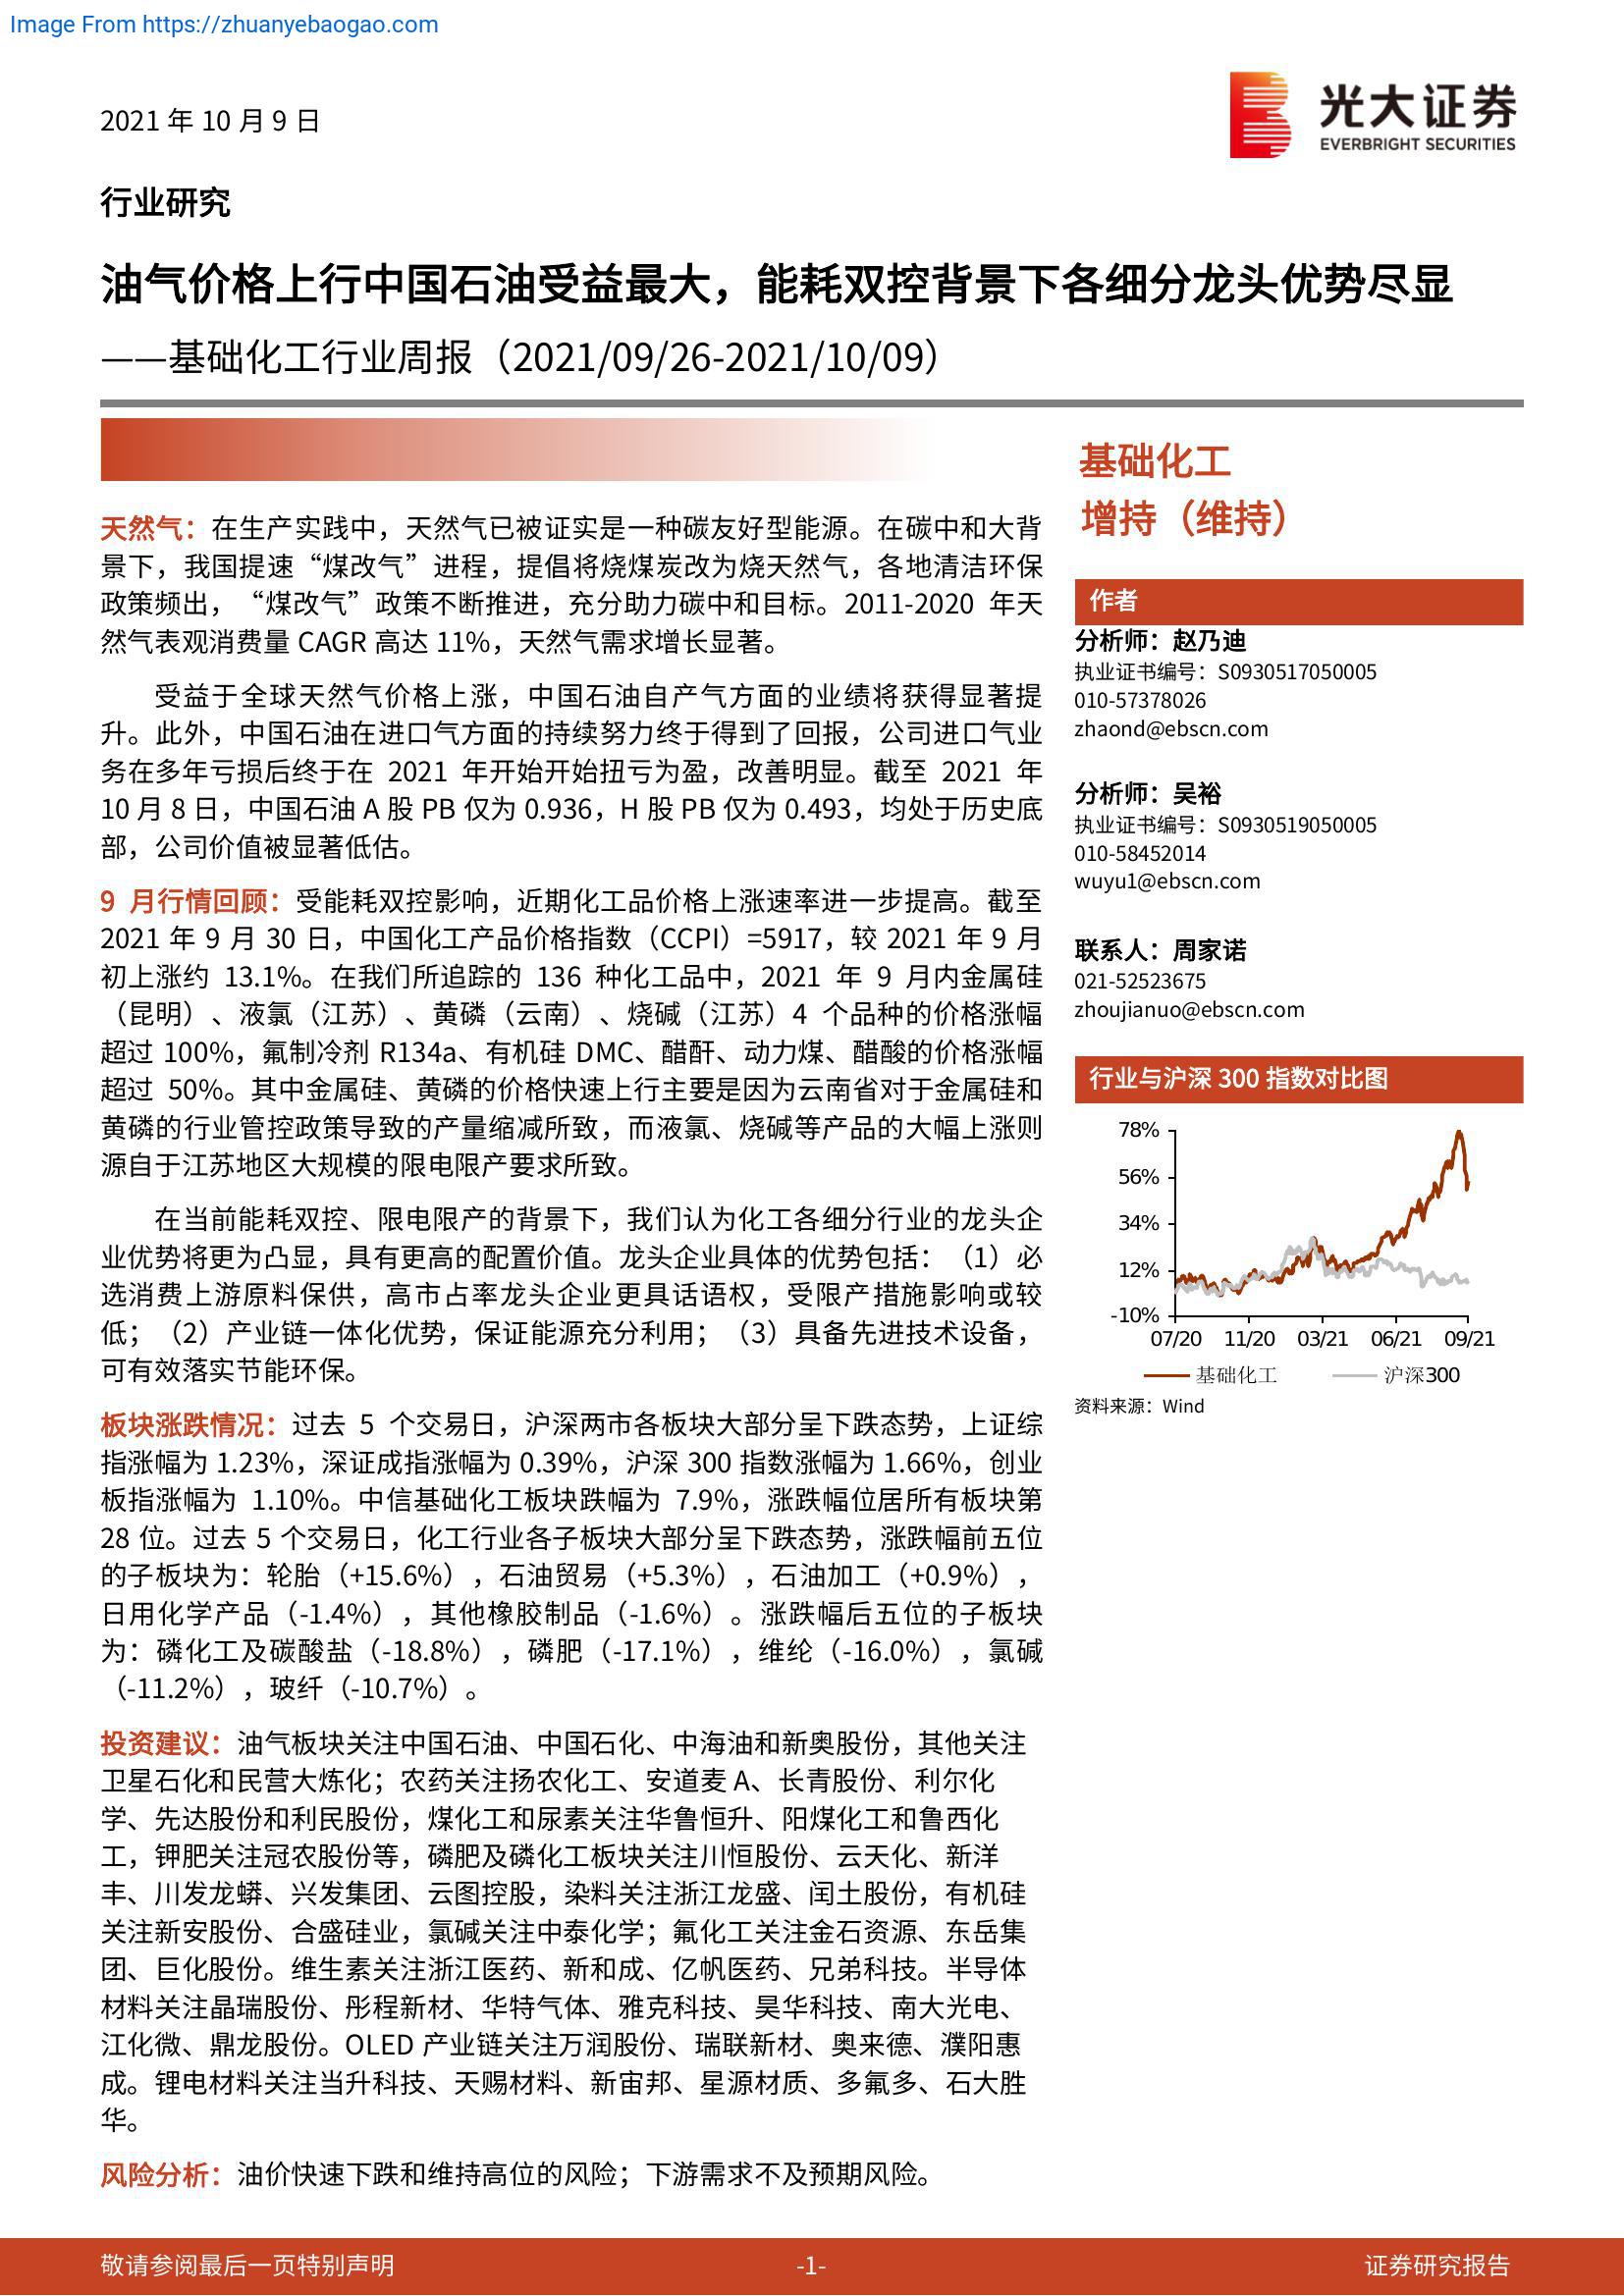 Image From https://zhuanyebaogao.com
2021 年 10 月 9 日
光大证券
EVERBRIGHT SECURITIES
行业研究
油气价格上行中国石油受益最大，能耗双控背景下各细分龙头优势尽显
——基础化工行业周报（2021/09/26-2021/10/09）
天然气：在生产实践中，天然气已被证实是一种碳友好型能源。在碳中和大背
景下，我国提速“煤改气”进程，提倡将烧煤炭改为烧天然气，各地清洁环保
政策频出，“煤改气”政策不断推进，充分助力碳中和目标。2011-2020 年天
然气表观消费量 CAGR 高达 11%，天然气需求增长显著。
受益于全球天然气价格上涨，中国石油自产气方面的业绩将获得显著提
升。此外，中国石油在进口气方面的持续努力终于得到了回报，公司进口气业
务在多年亏损后终于在 2021 年开始开始扭亏为盈，改善明显。截至 2021 年
10 月 8 日，中国石油 A 股 PB 仅为 0.936，H 股 PB 仅为 0.493，均处于历史底
部，公司价值被显著低估。
9 月行情回顾：受能耗双控影响，近期化工品价格上涨速率进一步提高。截至
2021 年 9 月 30 日，中国化工产品价格指数（CCPI）=5917，较 2021 年 9 月
初上涨约 13.1%。在我们所追踪的 136 种化工品中，2021 年 9 月内金属硅
（昆明）、液氯（江苏）、黄磷（云南）、烧碱（江苏）4 个品种的价格涨幅
超过 100%，氟制冷剂 R134a、有机硅 DMC、醋酐、动力煤、醋酸的价格涨幅
超过 50%。其中金属硅、黄磷的价格快速上行主要是因为云南省对于金属硅和
黄磷的行业管控政策导致的产量缩减所致，而液氯、烧碱等产品的大幅上涨则
源自于江苏地区大规模的限电限产要求所致。
在当前能耗双控、限电限产的背景下，我们认为化工各细分行业的龙头企
业优势将更为凸显，具有更高的配置价值。龙头企业具体的优势包括：（1）必
选消费上游原料保供，高市占率龙头企业更具话语权，受限产措施影响或较
低；（2）产业链一体化优势，保证能源充分利用；（3）具备先进技术设备，
可有效落实节能环保。
板块涨跌情况：过去 5 个交易日，沪深两市各板块大部分呈下跌态势，上证综
指涨幅为 1.23%，深证成指涨幅为 0.39%，沪深 300 指数涨幅为 1.66%，创业
板指涨幅为 1.10%。中信基础化工板块跌幅为 7.9%，涨跌幅位居所有板块第
28 位。过去 5 个交易日，化工行业各子板块大部分呈下跌态势，涨跌幅前五位
的子板块为：轮胎（+15.6%），石油贸易（+5.3%），石油加工（+0.9%），
日用化学产品（-1.4%），其他橡胶制品（-1.6%）。涨跌幅后五位的子板块
为：磷化工及碳酸盐（-18.8%），磷肥（-17.1%），维纶（-16.0%），氯碱
（-11.2%），玻纤（-10.7%）。
投资建议：油气板块关注中国石油、中国石化、中海油和新奥股份，其他关注
卫星石化和民营大炼化；农药关注扬农化工、安道麦 A、长青股份、利尔化
学、先达股份和利民股份，煤化工和尿素关注华鲁恒升、阳煤化工和鲁西化
工，钾肥关注冠农股份等，磷肥及磷化工板块关注川恒股份、云天化、新洋
丰、川发龙蟒、兴发集团、云图控股，染料关注浙江龙盛、闰土股份，有机硅
关注新安股份、合盛硅业，氯碱关注中泰化学；氟化工关注金石资源、东岳集
团、巨化股份。维生素关注浙江医药、新和成、亿帆医药、兄弟科技。半导体
材料关注晶瑞股份、彤程新材、华特气体、雅克科技、昊华科技、南大光电、
江化微、鼎龙股份。OLED 产业链关注万润股份、瑞联新材、奥来德、濮阳惠
成。锂电材料关注当升科技、天赐材料、新宙邦、星源材质、多氟多、石大胜
华。
风险分析：油价快速下跌和维持高位的风险；下游需求不及预期风险。
基础化工
增持（维持）
作者
分析师：赵乃迪
执业证书编号：S0930517050005
010-57378026
zhaond@ebscn.com
分析师：吴裕
执业证书编号：S0930519050005
010-58452014
wuyu1@ebscn.com
联系人：周家诺
021-52523675
zhoujianuo@ebscn.com
行业与沪深 300 指数对比图
78%
56%
34%
12%
-10%
07/20 11/20 03/21 06/21 09/21
基础化工 沪深300
资料来源：Wind
敬请参阅最后一页特别声明 -1- 证券研究报告